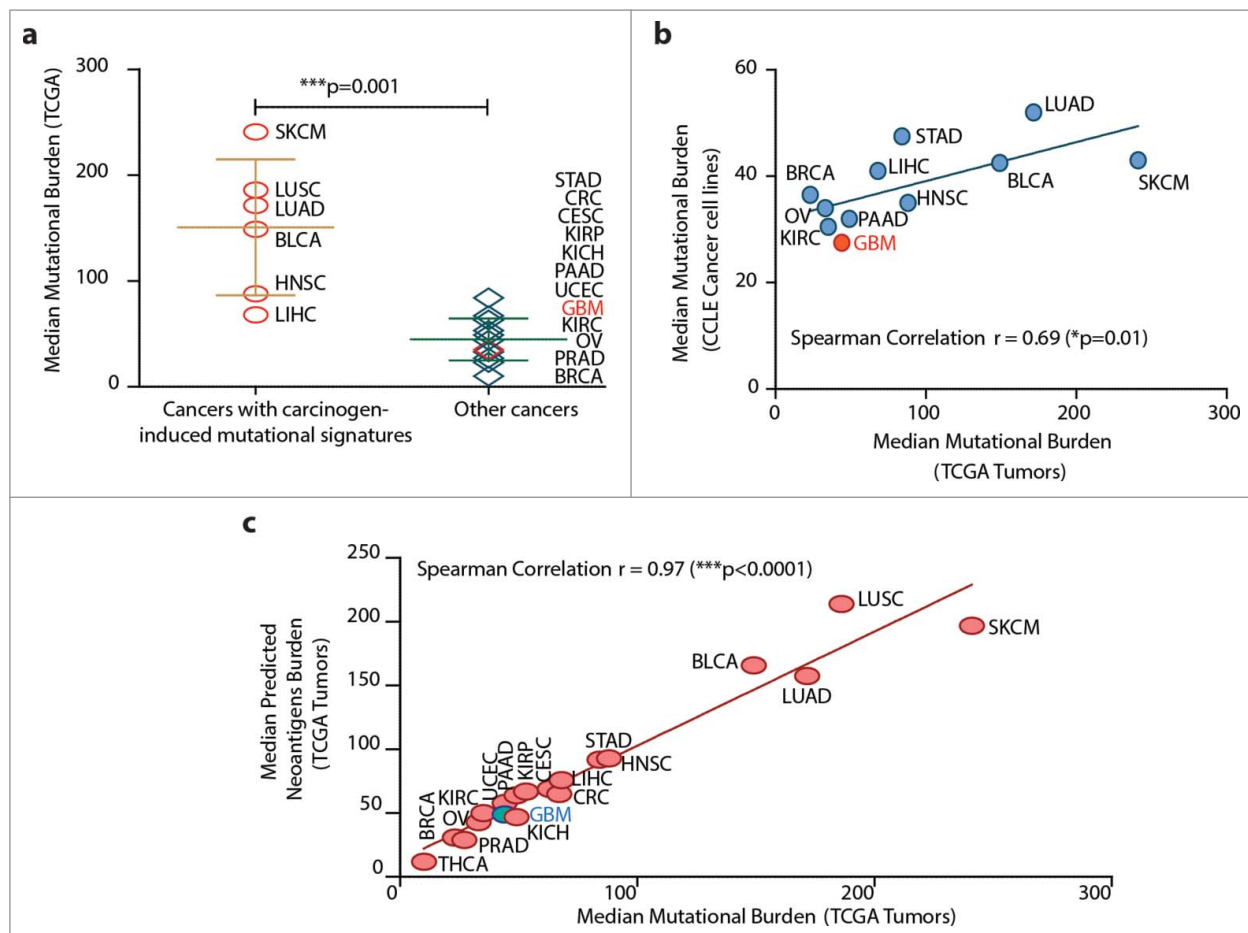 a
Median Mutational Burden (TCGA)
300
200
100
0
***p=0.001
SKCM
LUSC
LUAD
BLCA
HNSC
LIHC
STAD
CRC
CESC
KIRP
KICH
PAAD
UCEC
GBM
KIRC
OV
PRAD
BRCA
Cancers with carcinogen-
induced mutational signatures
Other cancers
b
Median Mutational Burden
(CCLE Cancer cell lines)
60
40
20
0
LUAD
STAD
LIHC
BRCA
BLCA
SKCM
HNSC
OV
PAAD
KIRC
GBM
Spearman Correlation r = 0.69 (*p=0.01)
0
100
200
300
Median Mutational Burden
(TCGA Tumors)
c
Median Predicted
Neoantigens Burden
(TCGA Tumors)
250
200
150
100
50
0
Spearman Correlation r = 0.97 (***p<0.0001)
LUSC
SKCM
BLCA
LUAD
STAD
HNSC
LIHC
CRC
CESC
KIRP
PAAD
UCEC
KIRC
BRCA
OV
GBM
KICH
PRAD
THCA
0
100
200
300
Median Mutational Burden (TCGA Tumors)